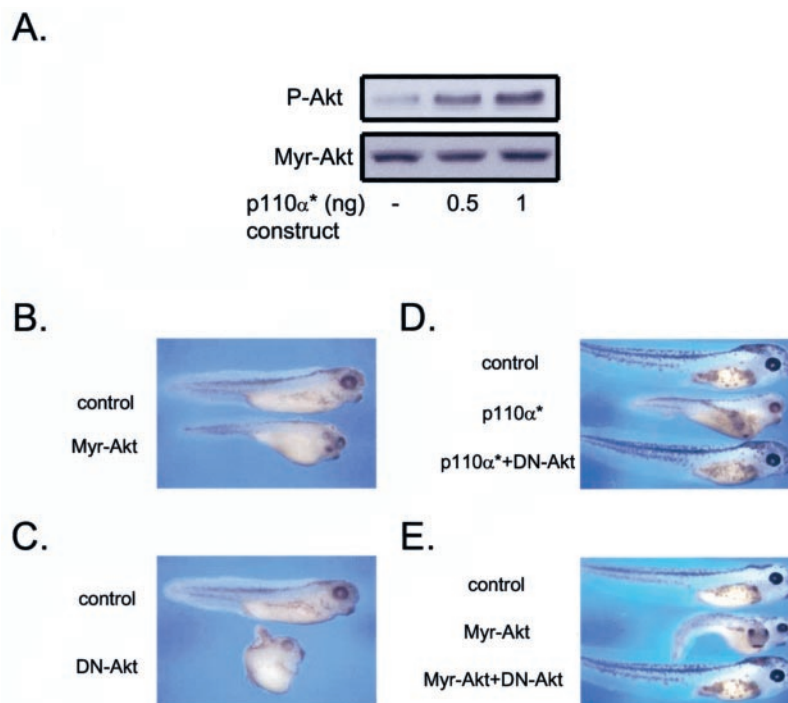 A.
P-Akt
Myr-Akt
p110α* (ng) - 0.5 1
construct
B.
control
Myr-Akt
C.
control
DN-Akt
D.
control
p110α*
p110α*+DN-Akt
E.
control
Myr-Akt
Myr-Akt+DN-Akt